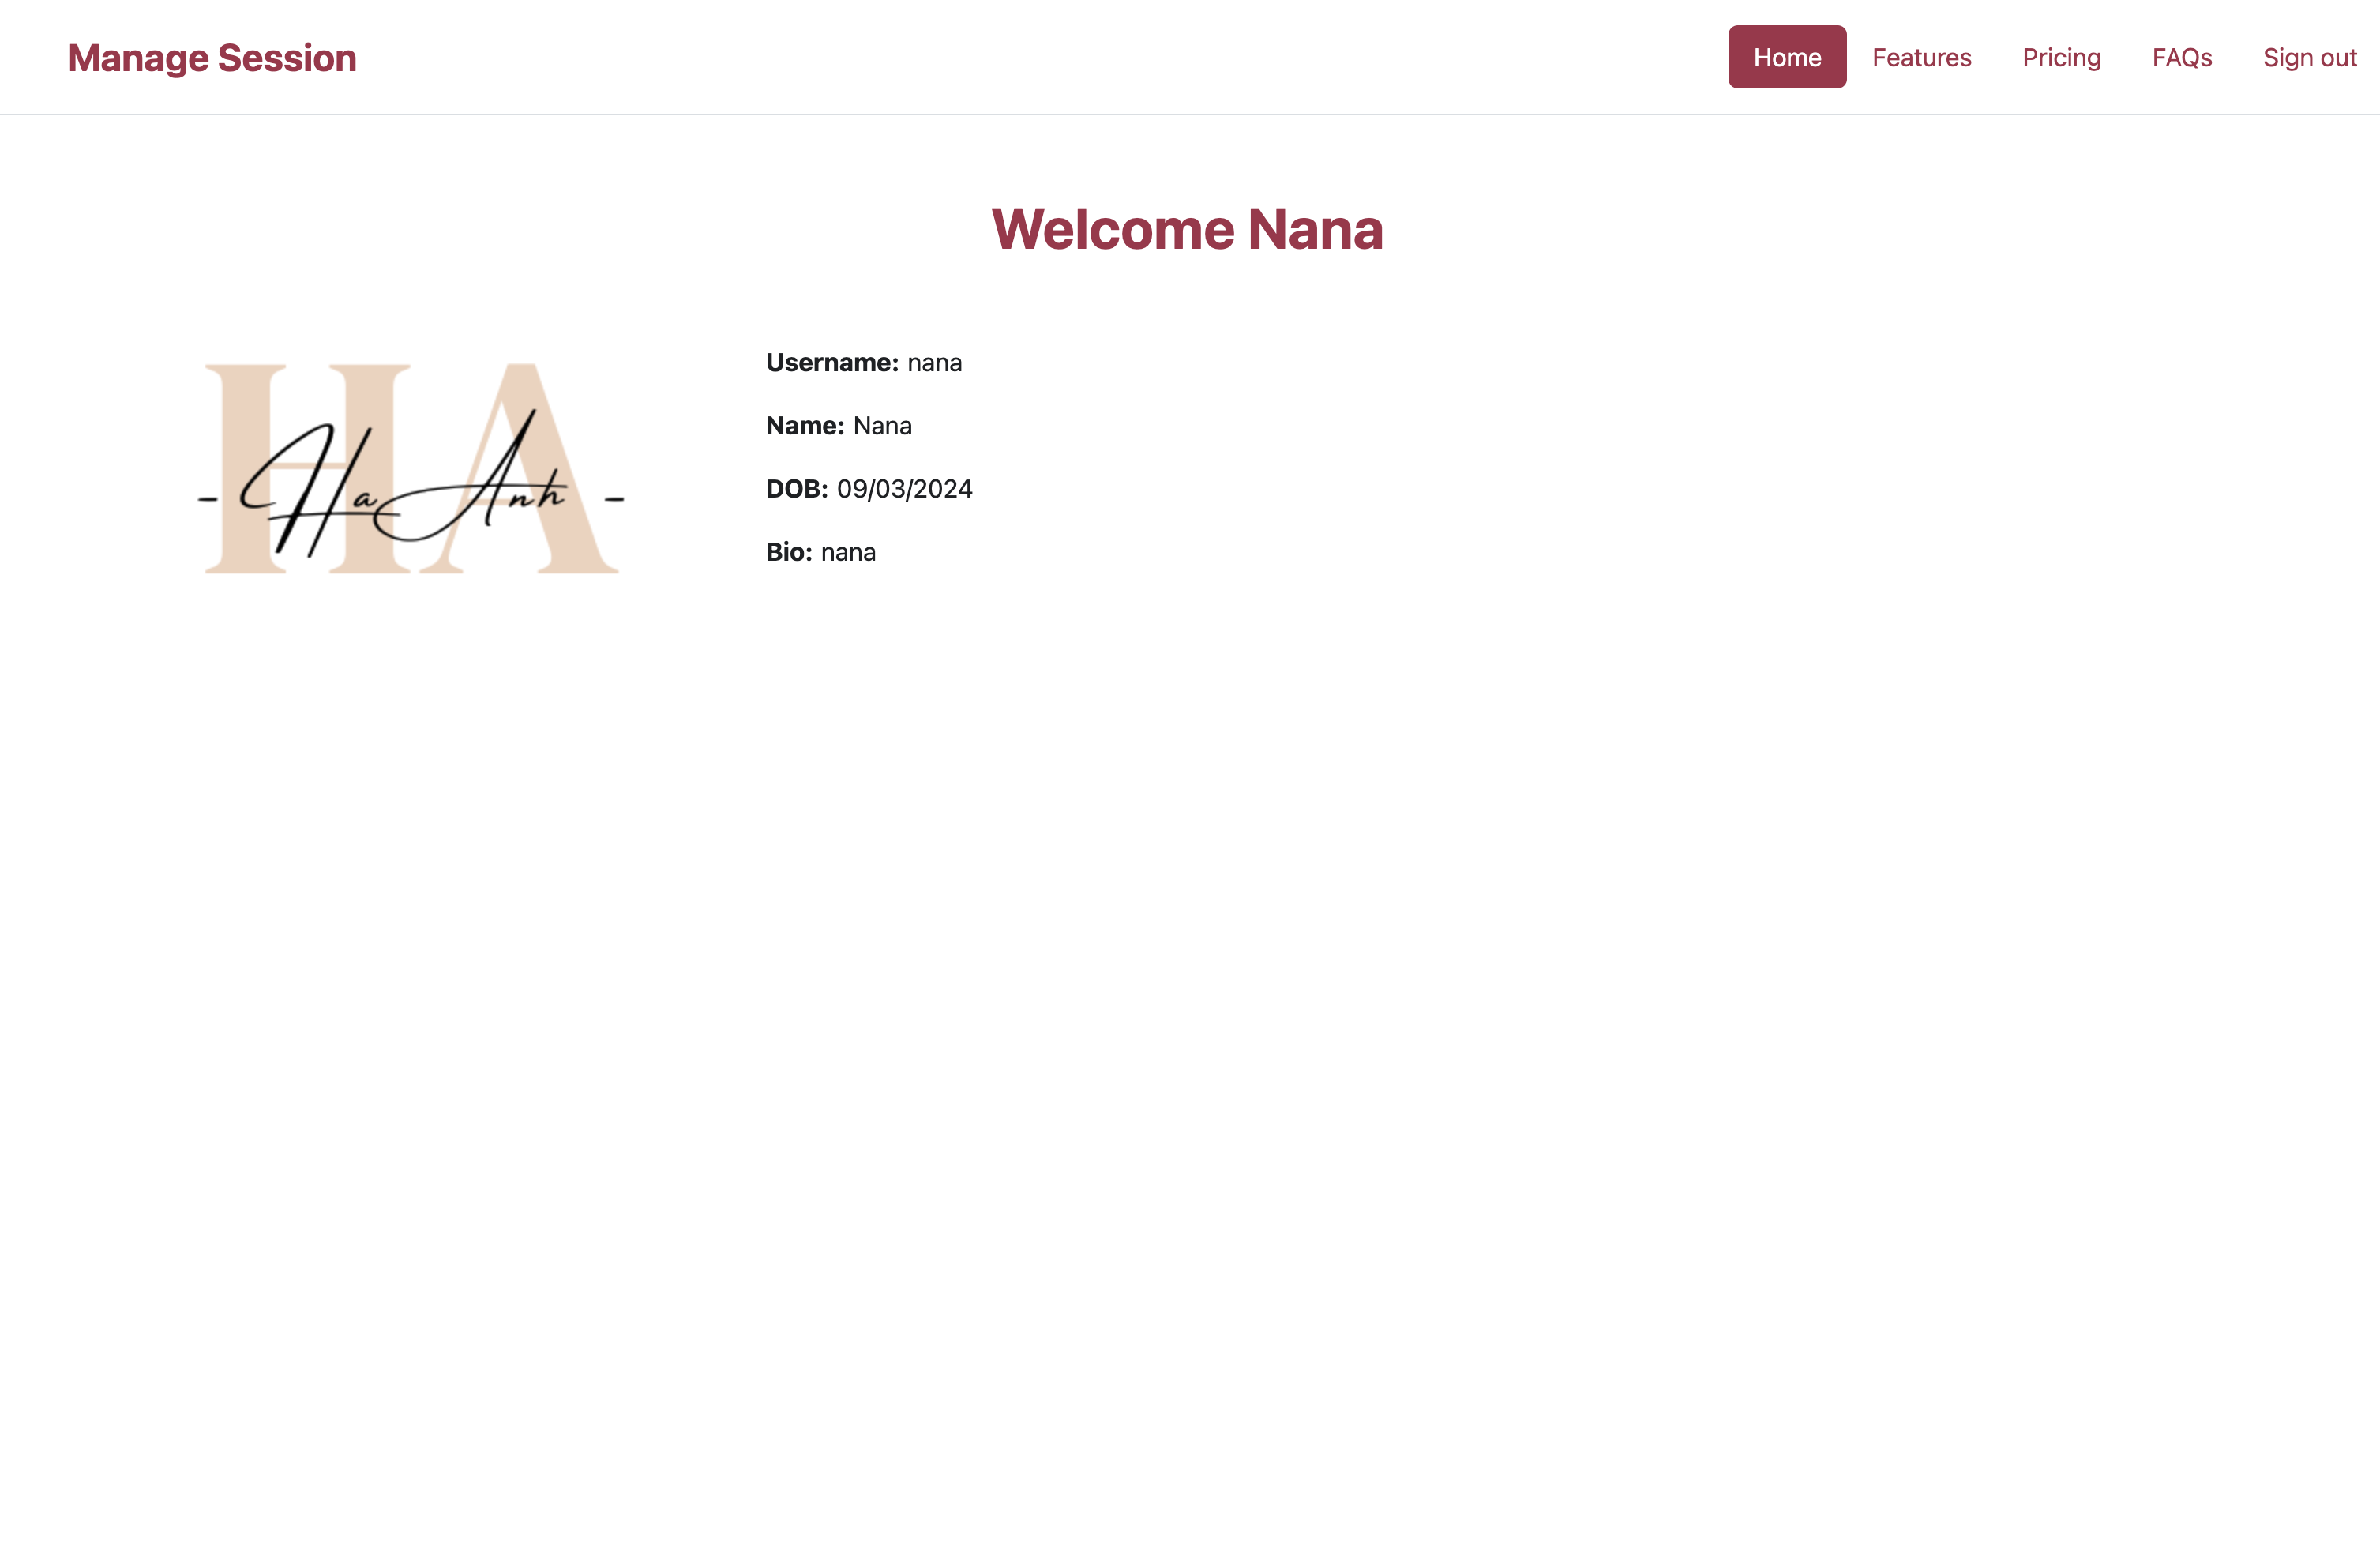 Manage Session
Home Features Pricing FAQs Sign out
Welcome Nana
HA
- Ha Anh -
Username: nana
Name: Nana
DOB: 09/03/2024
Bio: nana